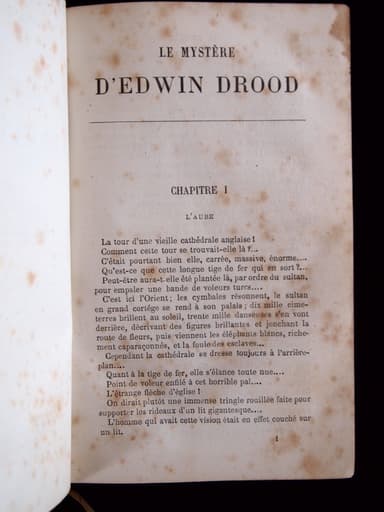 LE MYSTÈRE
D'EDWIN DROOD
CHAPITRE I
L'AUBE
La tour d'une vieille cathédrale anglaise!
Comment cette tour se trouvait-elle là?...
C'était pourtant bien elle, carrée, massive, énorme....
Qu'est-ce que cette longue tige de fer qui en sort?...
Peut-être aura-t-elle été plantée là, par ordre du sultan,
pour empaler une bande de voleurs turcs....
C'est ici l'Orient; les cymbales résonnent, le sultan
en grand cortége se rend à son palais; dix mille cime-
terres brillent au soleil, trente mille danseuses s'en vont
derrière, décrivant des figures brillantes et jonchant la
route de fleurs, puis viennent les éléphants blancs, riche-
ment caparaçonnés, et la foule des esclaves...
Cependant la cathédrale se dresse toujours à l'arrière-
plan....
Quant à la tige de fer, elle s'élance toute nue....
Point de voleur enfilé à cet horrible pal....
L'étrange flèche d'église!
On dirait plutôt une immense tringle rouillée faite pour
supporter les rideaux d'un lit gigantesque....
L'homme qui avait cette vision était en effet couché sur
un lit.
1